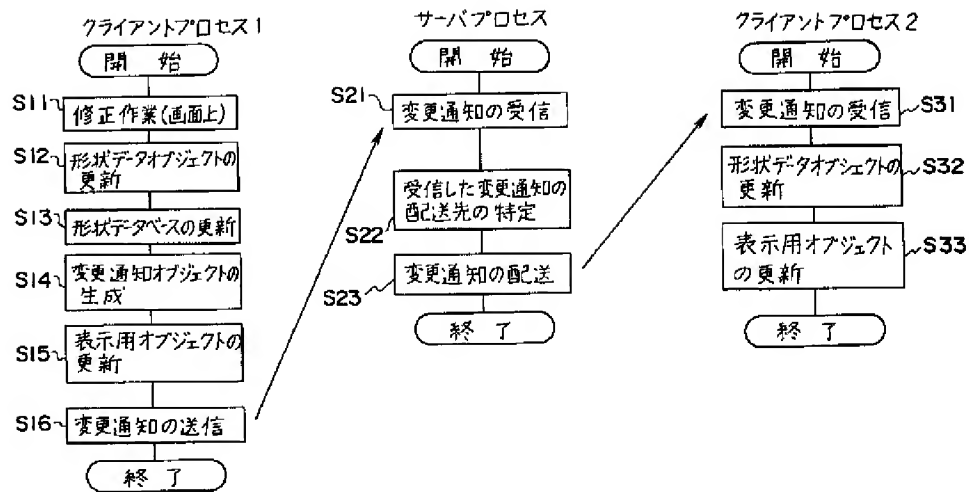 クライアントプロセス1
開始
S11
修正作業(画面上)
S12
形状データオブジェクトの
更新
S13
形状データベースの更新
S14
変更通知オブジェクトの
生成
S15
表示用オブジェクトの
更新
S16
変更通知の送信
終了
サーバプロセス
開始
S21
変更通知の受信
受信した変更通知の
配送先の特定
S22
変更通知の配送
S23
終了
クライアントプロセス2
開始
変更通知の受信
S31
形状データオブジェクトの
更新
S32
表示用オブジェクト
の更新
S33
終了